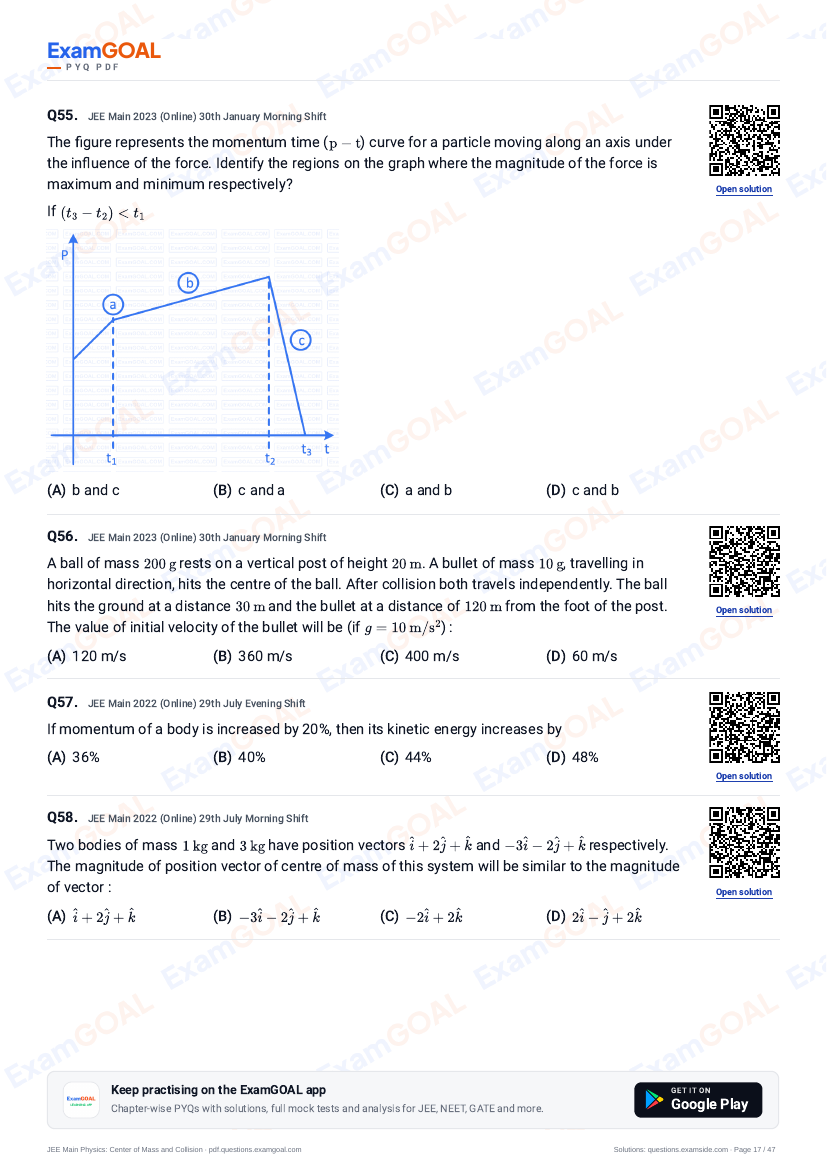 ExamGOAL
PYQ PDF
Q55. JEE Main 2023 (Online) 30th January Morning Shift
The figure represents the momentum time (p − t) curve for a particle moving along an axis under
the influence of the force. Identify the regions on the graph where the magnitude of the force is
maximum and minimum respectively?
If (t₃ − t₂) < t₁
Open solution
P
a
b
c
t₁
t₂
t₃
t
(A) b and c (B) c and a (C) a and b (D) c and b
Q56. JEE Main 2023 (Online) 30th January Morning Shift
A ball of mass 200 g rests on a vertical post of height 20 m. A bullet of mass 10 g, travelling in
horizontal direction, hits the centre of the ball. After collision both travels independently. The ball
hits the ground at a distance 30 m and the bullet at a distance of 120 m from the foot of the post.
The value of initial velocity of the bullet will be (if g = 10 m/s²) :
Open solution
(A) 120 m/s (B) 360 m/s (C) 400 m/s (D) 60 m/s
Q57. JEE Main 2022 (Online) 29th July Evening Shift
If momentum of a body is increased by 20%, then its kinetic energy increases by
(A) 36% (B) 40% (C) 44% (D) 48%
Open solution
Q58. JEE Main 2022 (Online) 29th July Morning Shift
Two bodies of mass 1 kg and 3 kg have position vectors î + 2ĵ + k̂ and −3î − 2ĵ + k̂ respectively.
The magnitude of position vector of centre of mass of this system will be similar to the magnitude
of vector :
Open solution
(A) î + 2ĵ + k̂ (B) −3î − 2ĵ + k̂ (C) −2î + 2k̂ (D) 2î − ĵ + 2k̂
ExamGOAL
Keep practising on the ExamGOAL app
Chapter-wise PYQs with solutions, full mock tests and analysis for JEE, NEET, GATE and more.
GET IT ON
Google Play
JEE Main Physics: Center of Mass and Collision · pdf.questions.examgoal.com
Solutions: questions.examside.com · Page 17 / 47